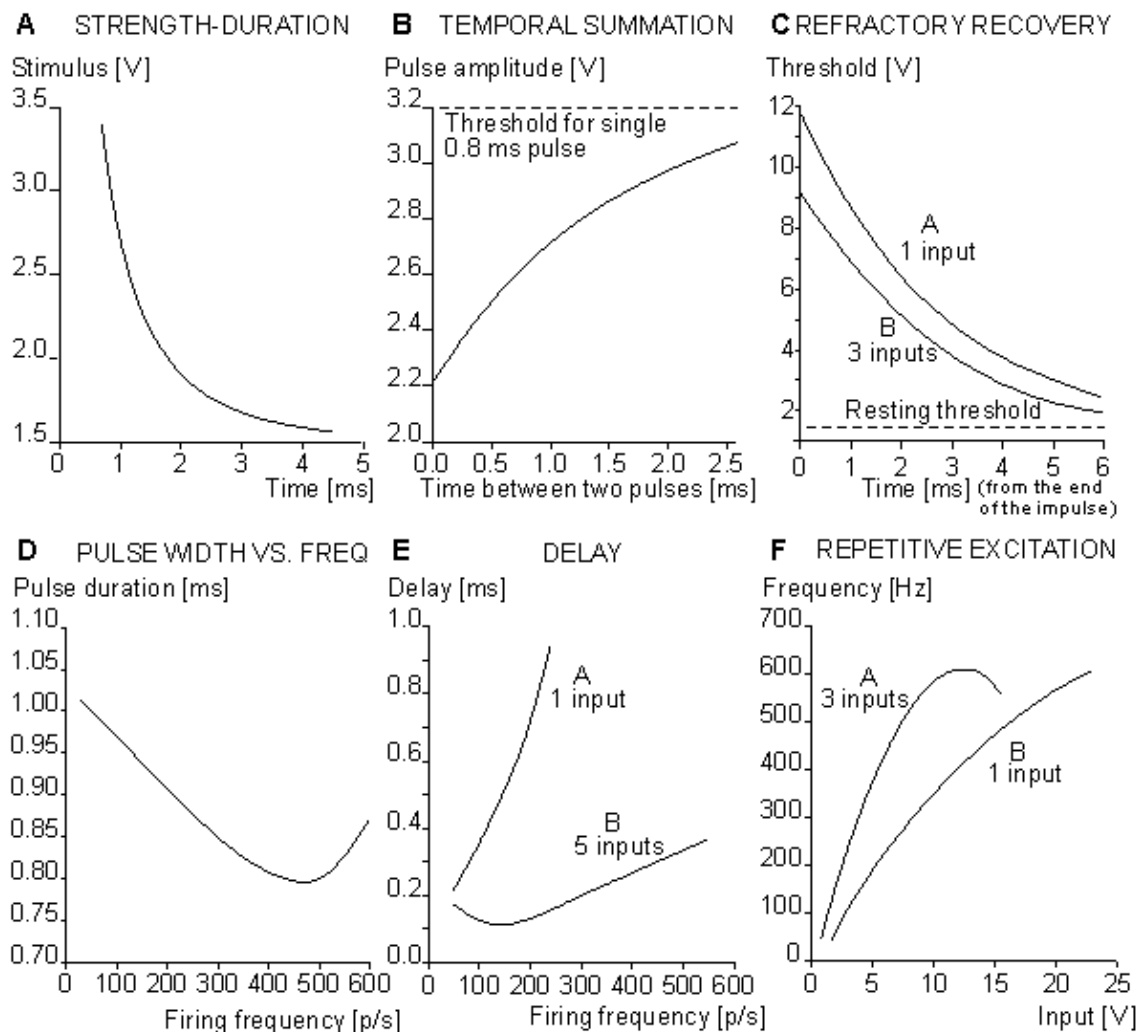 A STRENGTH-DURATION
Stimulus [V]
3.5
3.0
2.5
2.0
1.5
0 1 2 3 4 5
Time [ms]
B TEMPORAL SUMMATION
Pulse amplitude [V]
3.2
Threshold for single
0.8 ms pulse
3.0
2.8
2.6
2.4
2.2
2.0
0.0 0.5 1.0 1.5 2.0 2.5
Time between two pulses [ms]
C REFRACTORY RECOVERY
Threshold [V]
12
10
8
6
4
2
A
1 input
B
3 inputs
Resting threshold
0 1 2 3 4 5 6
Time [ms] (from the end
of the impulse)
D PULSE WIDTH VS. FREQ
Pulse duration [ms]
1.10
1.05
1.00
0.95
0.90
0.85
0.80
0.75
0.70
0 100 200 300 400 500 600
Firing frequency [p/s]
E DELAY
Delay [ms]
1.0
0.8
0.6
0.4
0.2
0.0
A
1 input
B
5 inputs
0 100 200 300 400 500 600
Firing frequency [p/s]
F REPETITIVE EXCITATION
Frequency [Hz]
700
600
500
400
300
200
100
0
A
3 inputs
B
1 input
0 5 10 15 20 25
Input [V]